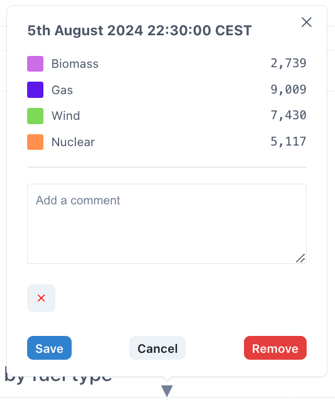 5th August 2024 22:30:00 CEST
Biomass 2,739
Gas 9,009
Wind 7,430
Nuclear 5,117
Add a comment
Save Cancel Remove
by fuel type